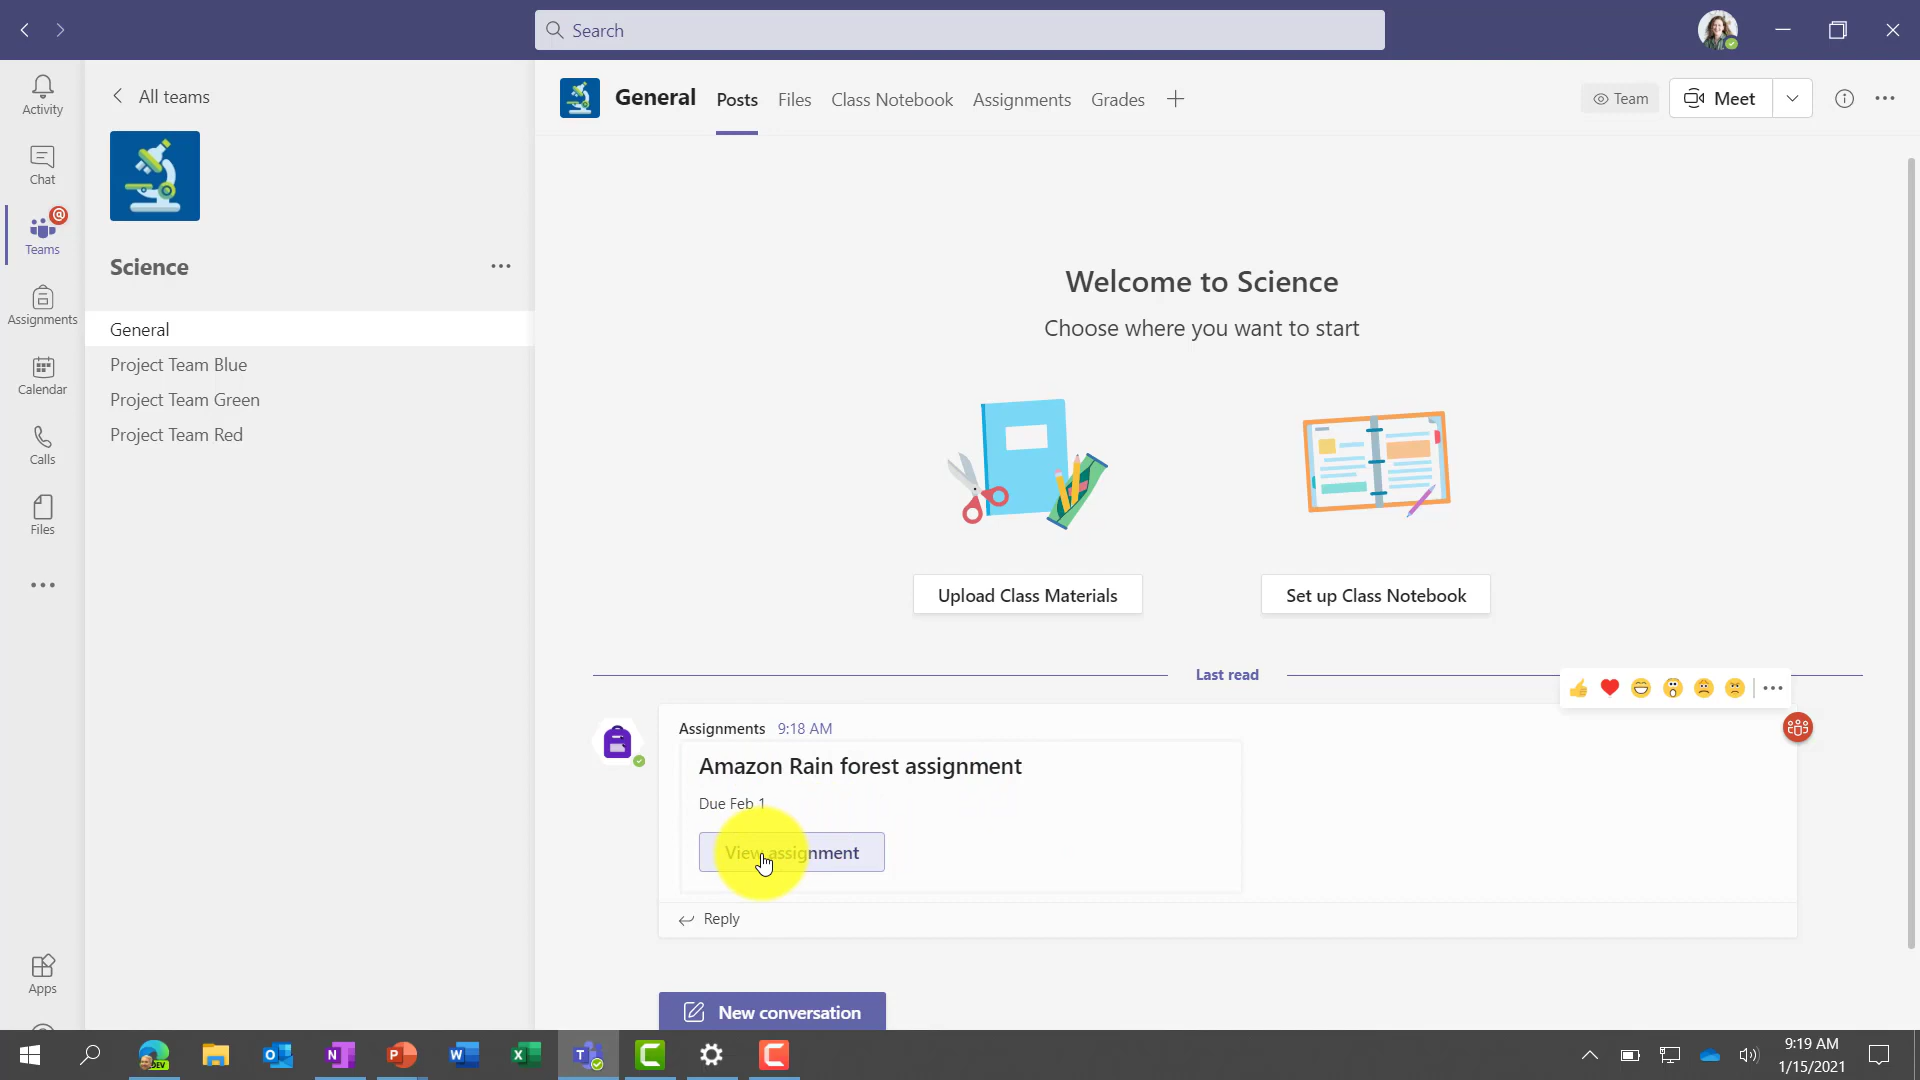 Search
Activity
Chat
@
Teams
Assignments
Calendar
Calls
Files
Apps
All teams
Science
General
Project Team Blue
Project Team Green
Project Team Red
General
Posts
Files
Class Notebook
Assignments
Grades
Team
Meet
Welcome to Science
Choose where you want to start
Upload Class Materials
Set up Class Notebook
Last read
Assignments 9:18 AM
Amazon Rain forest assignment
Due Feb 1
View assignment
Reply
New conversation
DEV
O
N
P
W
X
T
C
C
9:19 AM
1/15/2021